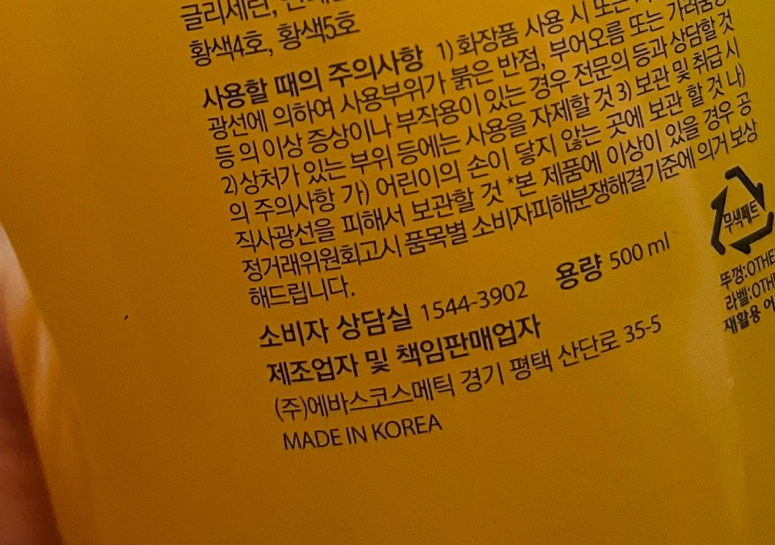 글리세린,
황색4호, 황색5호
사용할 때의 주의사항 1) 화장품 사용 시 또는
광선에 의하여 사용부위가 붉은 반점, 부어오름 또는 가려움증
등의 이상 증상이나 부작용이 있는 경우 전문의 등과 상담할 것
2) 상처가 있는 부위 등에는 사용을 자제할 것 3) 보관 및 취급 시
의 주의사항 가) 어린이의 손이 닿지 않는 곳에 보관 할 것 나)
직사광선을 피해서 보관할 것 *본 제품에 이상이 있을 경우 공
정거래위원회고시 품목별 소비자피해분쟁해결기준에 의거 보상
해드립니다.
용량 500 ml
소비자 상담실 1544-3902
제조업자 및 책임판매업자
(주)에바스코스메틱 경기 평택 산단로 35-5
MADE IN KOREA
무색페트
뚜껑:OTHE
라벨:OTH
재활용 어